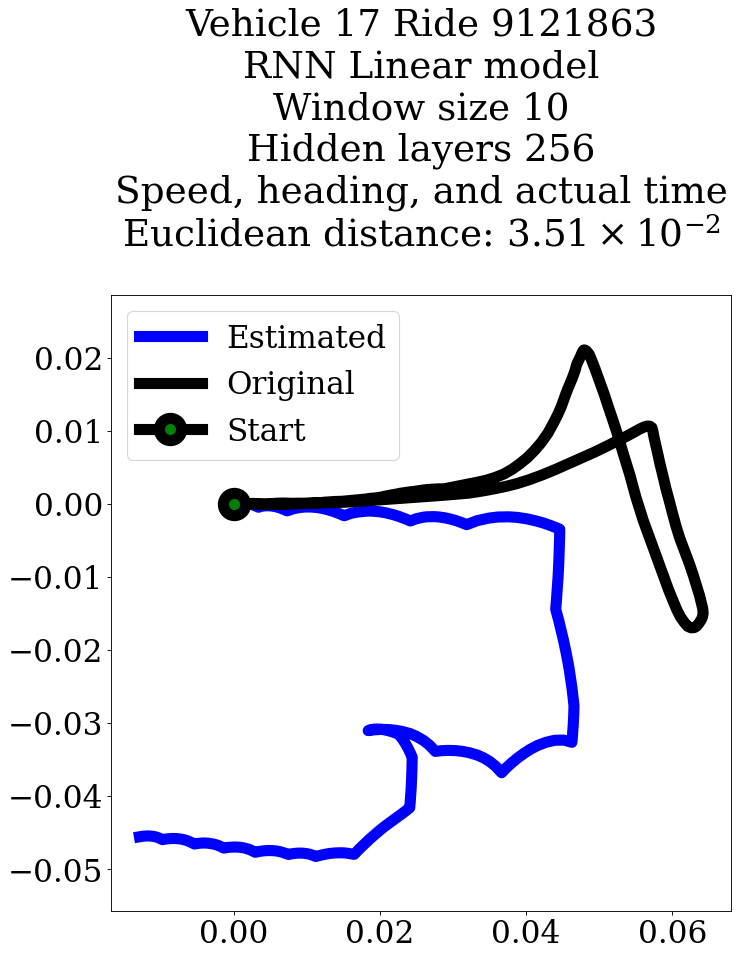 Vehicle 17 Ride 9121863
RNN Linear model
Window size 10
Hidden layers 256
Speed, heading, and actual time
Euclidean distance: 3.51 × 10⁻²
Estimated
Original
Start
0.02
0.01
0.00
−0.01
−0.02
−0.03
−0.04
−0.05
0.00 0.02 0.04 0.06